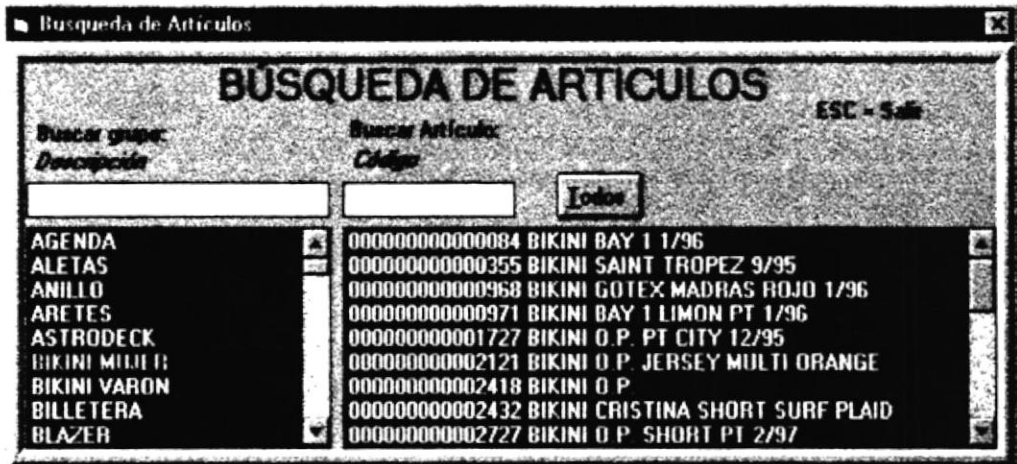 Busqueda de Artículos
BÚSQUEDA DE ARTICULOS
ESC = Salir
Buscar grupo:
Descripción
Buscar Artículo:
Código
Todos
AGENDA
ALETAS
ANILLO
ARETES
ASTRODECK
BIKINI MUJER
BIKINI VARON
BILLETERA
BLAZER
000000000000084 BIKINI BAY 1 1/96
000000000000355 BIKINI SAINT TROPEZ 9/95
000000000000968 BIKINI GOTEX MADRAS ROJO 1/96
000000000000971 BIKINI BAY 1 LIMON PT 1/96
000000000001727 BIKINI O.P. PT CITY 12/95
000000000002121 BIKINI O.P. JERSEY MULTI ORANGE
000000000002418 BIKINI O.P.
000000000002432 BIKINI CRISTINA SHORT SURF PLAID
000000000002727 BIKINI O.P. SHORT PT 2/97